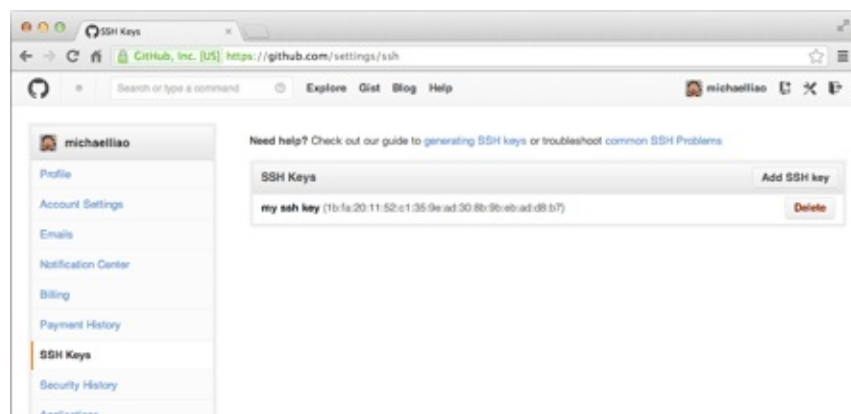 SSH Keys
GitHub, Inc. [US] https://github.com/settings/ssh
Search or type a command Explore Gist Blog Help michaelliao
michaelliao
Need help? Check out our guide to generating SSH keys or troubleshoot common SSH Problems
Profile
SSH Keys Add SSH key
Account Settings
my ssh key (1b:fa:20:11:52:c1:35:9e:ad:30:8b:9b:eb:ad:d8:b7) Delete
Emails
Notification Center
Billing
Payment History
SSH Keys
Security History
Applications